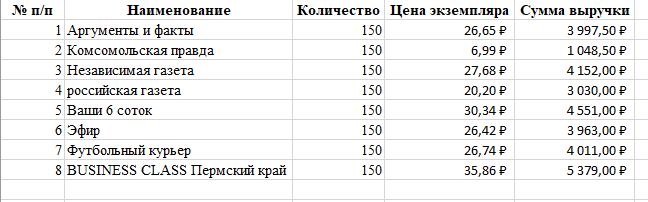 № п/п Наименование Количество Цена экземпляра Сумма выручки
1 Аргументы и факты 150 26,65 ₽ 3 997,50 ₽
2 Комсомольская правда 150 6,99 ₽ 1 048,50 ₽
3 Независимая газета 150 27,68 ₽ 4 152,00 ₽
4 российская газета 150 20,20 ₽ 3 030,00 ₽
5 Ваши 6 соток 150 30,34 ₽ 4 551,00 ₽
6 Эфир 150 26,42 ₽ 3 963,00 ₽
7 Футбольный курьер 150 26,74 ₽ 4 011,00 ₽
8 BUSINESS CLASS Пермский край 150 35,86 ₽ 5 379,00 ₽